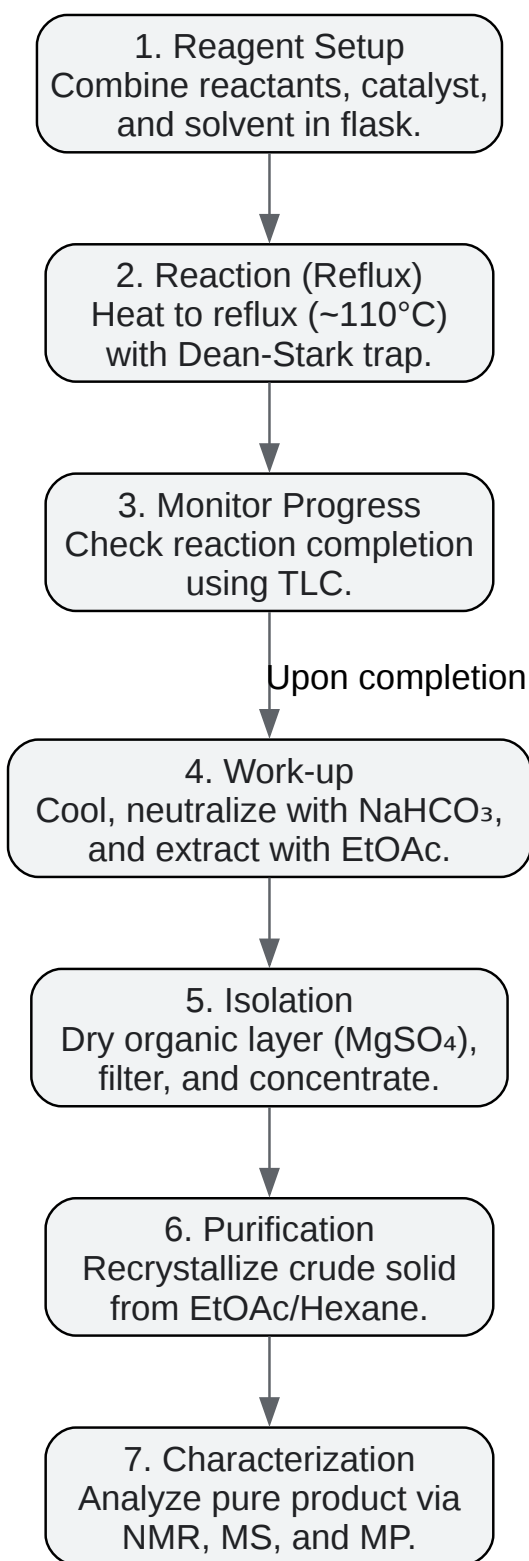 1. Reagent Setup
Combine reactants, catalyst,
and solvent in flask.
2. Reaction (Reflux)
Heat to reflux (~110°C)
with Dean-Stark trap.
3. Monitor Progress
Check reaction completion
using TLC.
Upon completion
4. Work-up
Cool, neutralize with NaHCO₃,
and extract with EtOAc.
5. Isolation
Dry organic layer (MgSO₄),
filter, and concentrate.
6. Purification
Recrystallize crude solid
from EtOAc/Hexane.
7. Characterization
Analyze pure product via
NMR, MS, and MP.